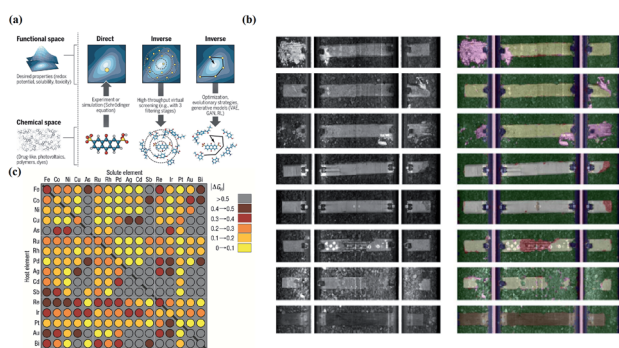 (a)
(b)
Functional space
Direct
Inverse
Inverse
Desired properties (redox
potential, solubility, toxicity)
Experiment or
simulation (Schrödinger
equation)
High-throughput virtual
screening (e.g., with 3
filtering stages)
Optimization,
evolutionary strategies,
generative models (VAE,
GAN, RL)
Chemical space
(Drug-like, photovoltaics,
polymers, dyes)
(c)
Solute element
Fe Co Ni Cu As Ru Rh Pd Ag Cd Sb Re Ir Pt Au Bi
Host element
Fe
Co
Ni
Cu
As
Ru
Rh
Pd
Ag
Cd
Sb
Re
Ir
Pt
Au
Bi
>0.5
0.4→0.5
0.3→0.4
0.2→0.3
0.1→0.2
0→0.1